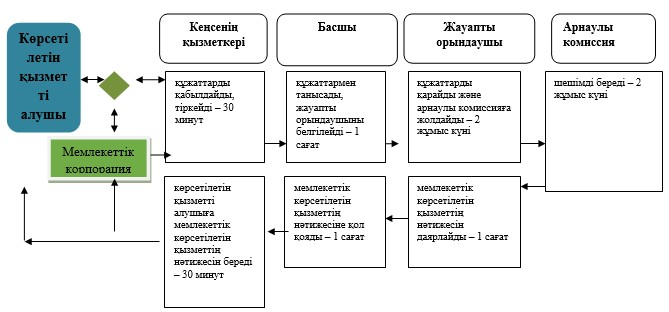 Көрсеті
летін
қызмет
ті
алушы
Мемлекеттік
корпорация
Кеңсенің
қызметкері
Басшы
Жауапты
орындаушы
Арнаулы
комиссия
құжаттарды
қабылдайды,
тіркейді – 30
минут
құжаттармен
танысады,
жауапты
орындаушыны
белгілейді – 1
сағат
құжаттарды
қарайды және
арнаулы комиссияға
жолдайды – 2
жұмыс күні
шешімді береді – 2
жұмыс күні
көрсетілетін
қызметті
алушыға
мемлекеттік
көрсетілетін
қызметтің
нәтижесін береді
– 30 минут
мемлекеттік
көрсетілетін
қызметтің
нәтижесіне қол
қояды – 1 сағат
мемлекеттік
көрсетілетін
қызметтің
нәтижесін
даярлайды – 1 сағат